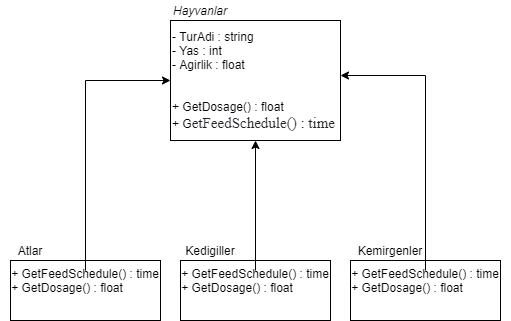 Hayvanlar
- TurAdi : string
- Yas : int
- Agirlik : float
+ GetDosage() : float
+ GetFeedSchedule() : time
Atlar
+ GetFeedSchedule() : time
+ GetDosage() : float
Kedigiller
+ GetFeedSchedule() : time
+ GetDosage() : float
Kemirgenler
+ GetFeedSchedule() : time
+ GetDosage() : float